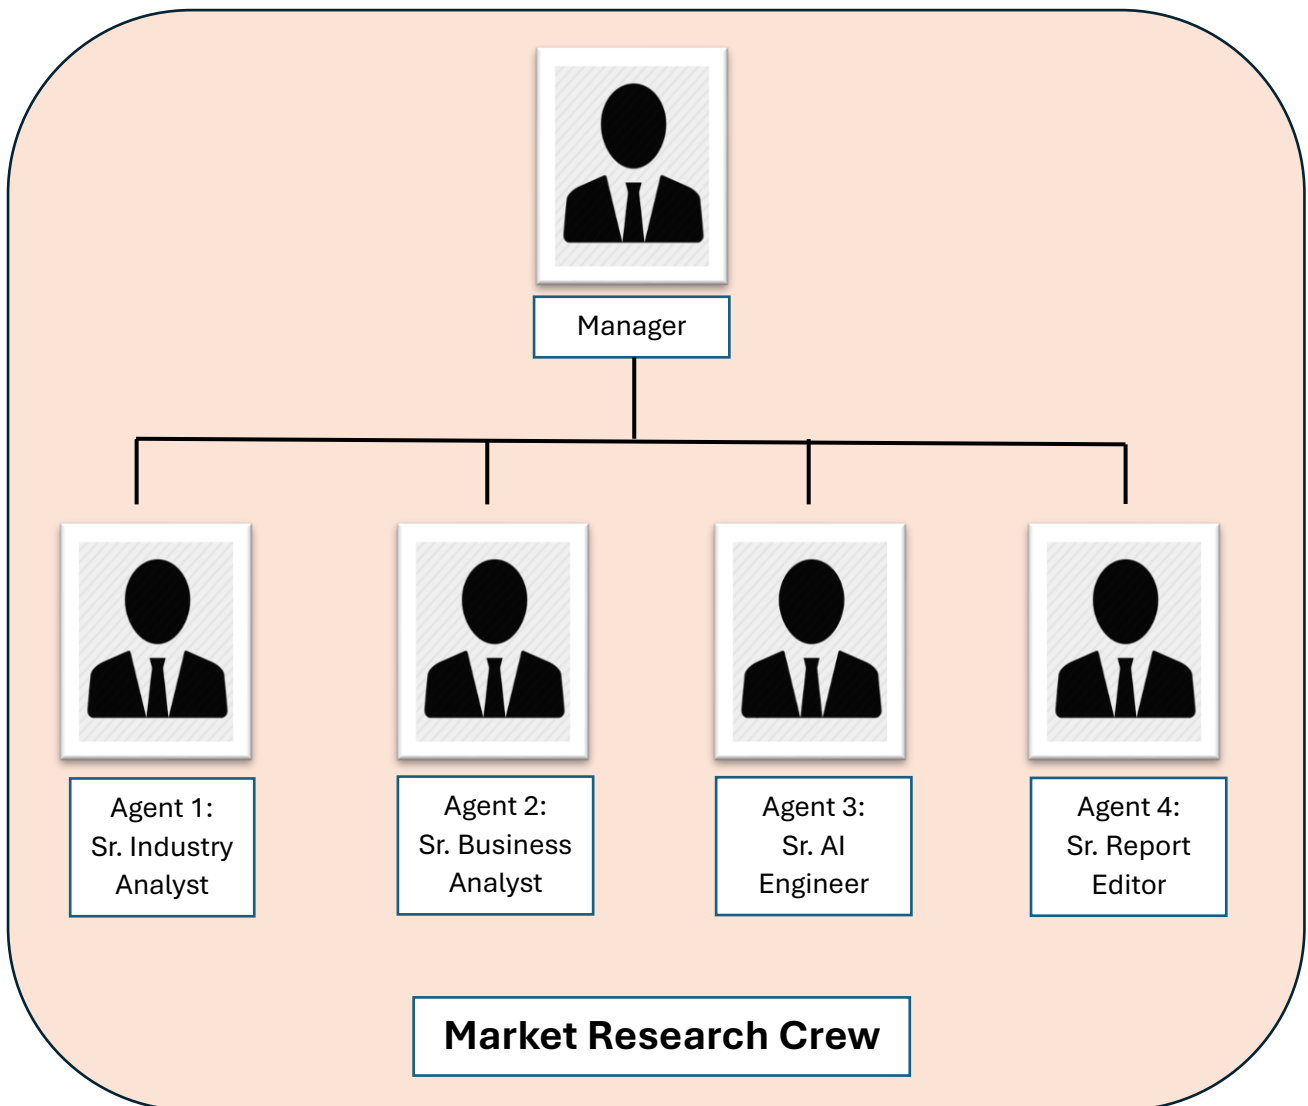 Manager
Agent 1:
Sr. Industry
Analyst
Agent 2:
Sr. Business
Analyst
Agent 3:
Sr. AI
Engineer
Agent 4:
Sr. Report
Editor
Market Research Crew